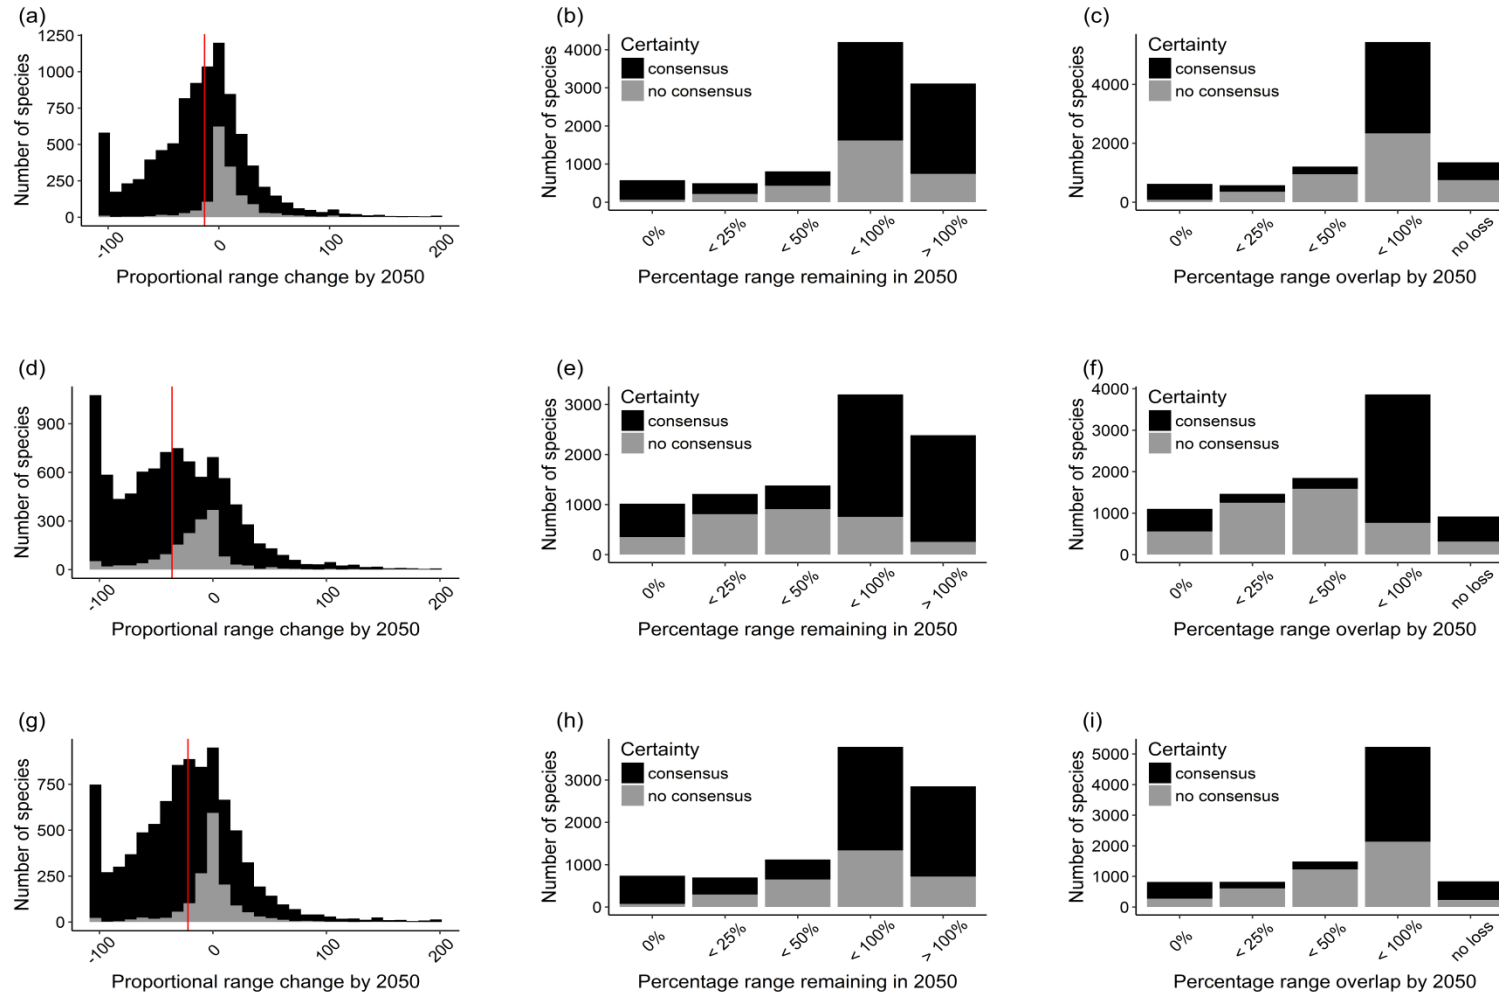 (a)
Number of species
1250
1000
750
500
250
0
-100
0
100
200
Proportional range change by 2050
(b)
Number of species
4000
3000
2000
1000
0
Certainty
consensus
no consensus
0%
< 25%
< 50%
< 100%
> 100%
Percentage range remaining in 2050
(c)
Number of species
4000
2000
0
Certainty
consensus
no consensus
0%
< 25%
< 50%
< 100%
no loss
Percentage range overlap by 2050
(d)
Number of species
900
600
300
0
-100
0
100
200
Proportional range change by 2050
(e)
Number of species
3000
2000
1000
0
Certainty
consensus
no consensus
0%
< 25%
< 50%
< 100%
> 100%
Percentage range remaining in 2050
(f)
Number of species
4000
3000
2000
1000
0
Certainty
consensus
no consensus
0%
< 25%
< 50%
< 100%
no loss
Percentage range overlap by 2050
(g)
Number of species
750
500
250
0
-100
0
100
200
Proportional range change by 2050
(h)
Number of species
3000
2000
1000
0
Certainty
consensus
no consensus
0%
< 25%
< 50%
< 100%
> 100%
Percentage range remaining in 2050
(i)
Number of species
5000
4000
3000
2000
1000
0
Certainty
consensus
no consensus
0%
< 25%
< 50%
< 100%
no loss
Percentage range overlap by 2050